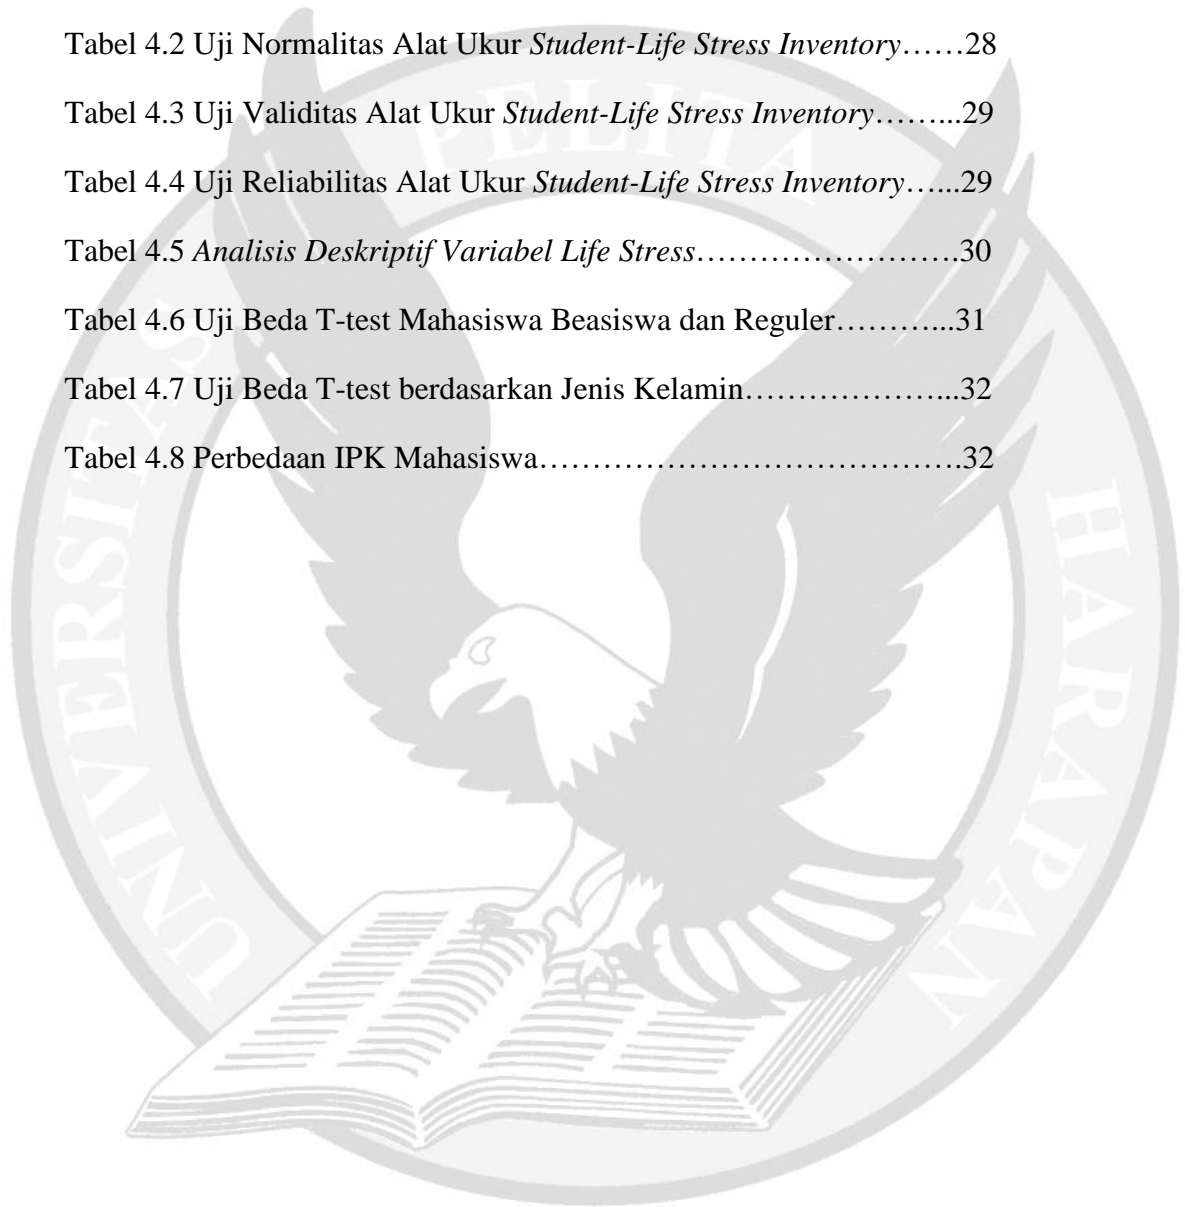 Tabel 4.2 Uji Normalitas Alat Ukur Student-Life Stress Inventory……28
Tabel 4.3 Uji Validitas Alat Ukur Student-Life Stress Inventory……...29
Tabel 4.4 Uji Reliabilitas Alat Ukur Student-Life Stress Inventory…...29
Tabel 4.5 Analisis Deskriptif Variabel Life Stress…………………….30
Tabel 4.6 Uji Beda T-test Mahasiswa Beasiswa dan Reguler………...31
Tabel 4.7 Uji Beda T-test berdasarkan Jenis Kelamin………………...32
Tabel 4.8 Perbedaan IPK Mahasiswa………………………………….32
UNIVERSITAS PELITA HARAPAN